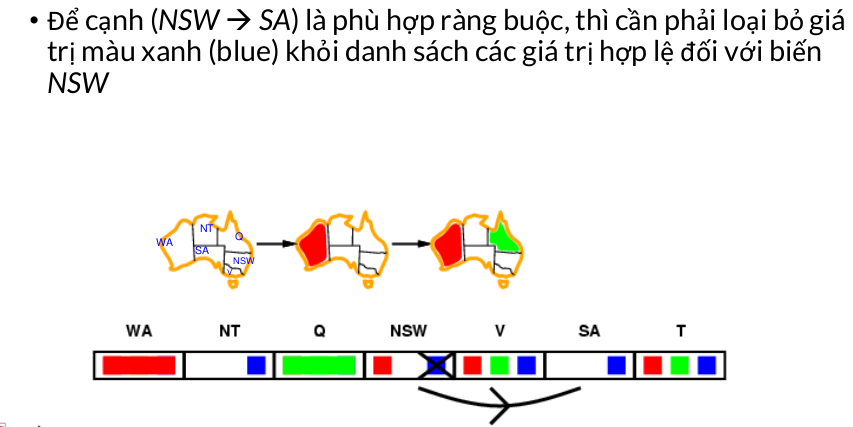 • Để cạnh (NSW → SA) là phù hợp ràng buộc, thì cần phải loại bỏ giá
trị màu xanh (blue) khỏi danh sách các giá trị hợp lệ đối với biến
NSW
WA
NT
Q
SA
NSW
V
WA NT Q NSW V SA T